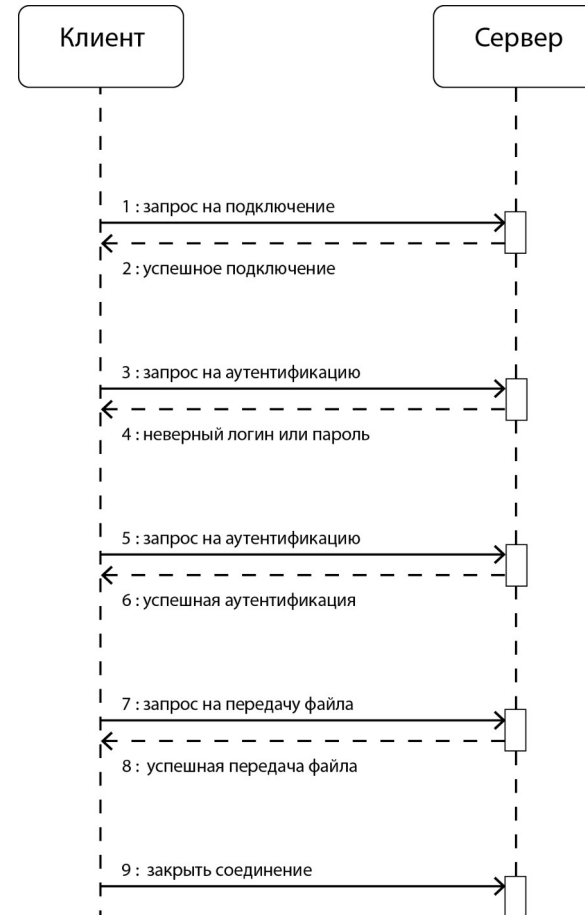 Клиент
Сервер
1 : запрос на подключение
2 : успешное подключение
3 : запрос на аутентификацию
4 : неверный логин или пароль
5 : запрос на аутентификацию
6 : успешная аутентификация
7 : запрос на передачу файла
8 : успешная передача файла
9 : закрыть соединение